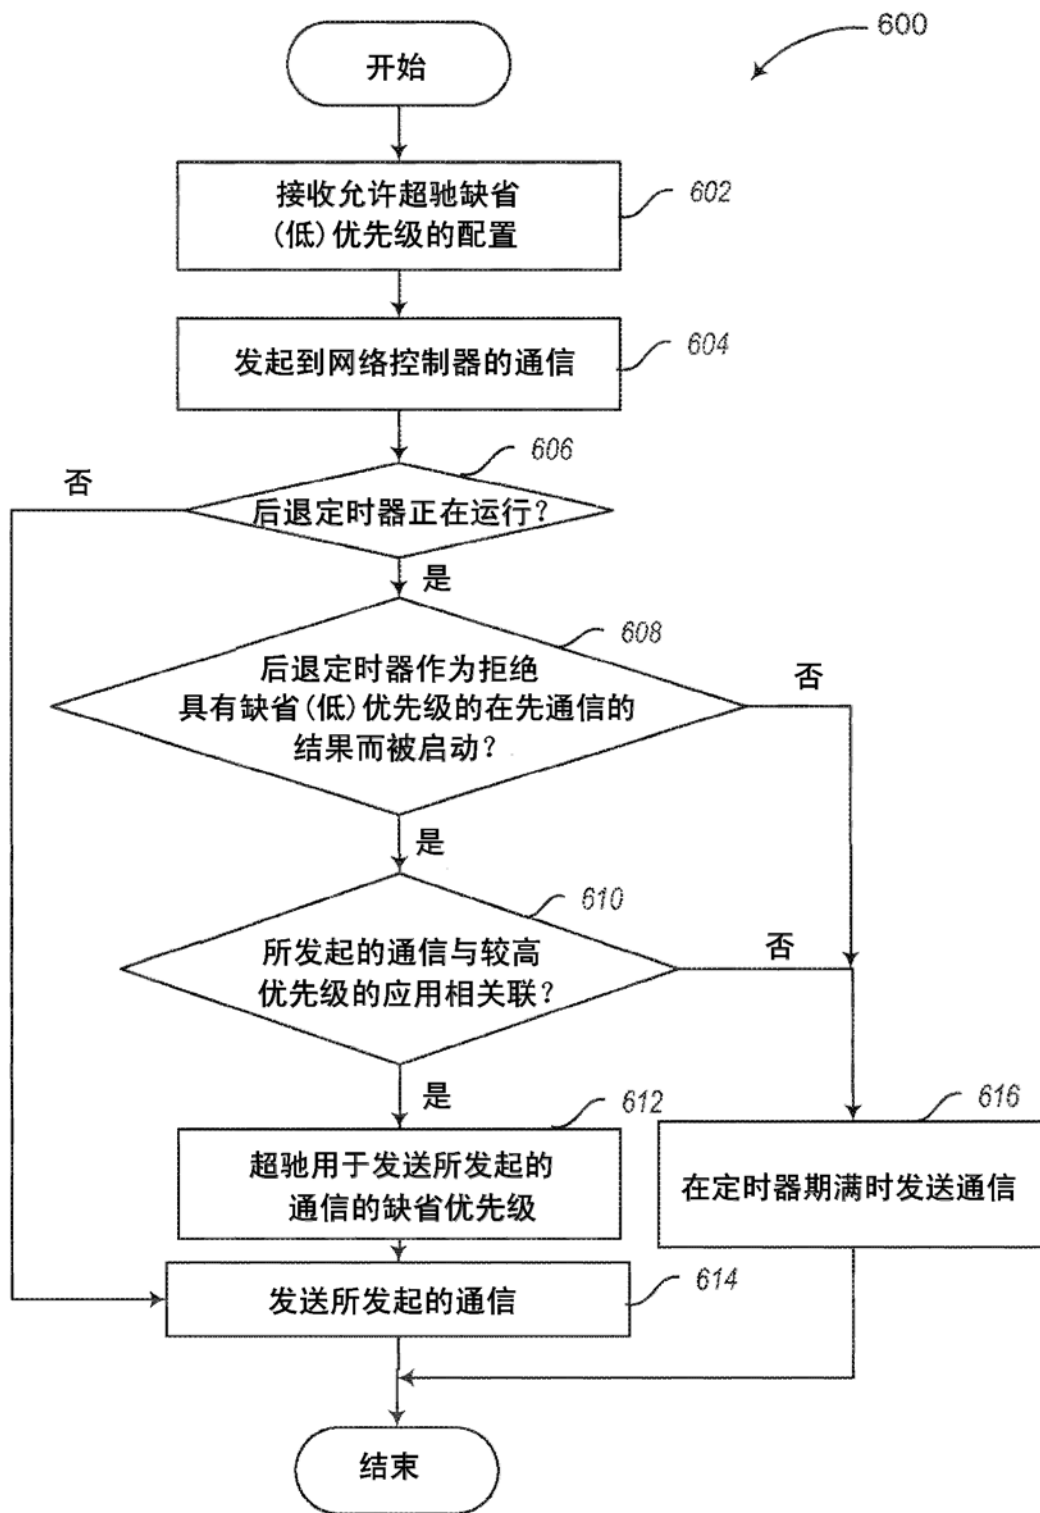 600
开始
接收允许超驰缺省
(低)优先级的配置
602
发起到网络控制器的通信
604
606
否
后退定时器正在运行？
是
608
后退定时器作为拒绝
具有缺省(低)优先级的在先通信的
结果而被启动？
否
是
610
所发起的通信与较高
优先级的应用相关联？
否
是
612
超驰用于发送所发起的
通信的缺省优先级
616
在定时器期满时发送通信
614
发送所发起的通信
结束